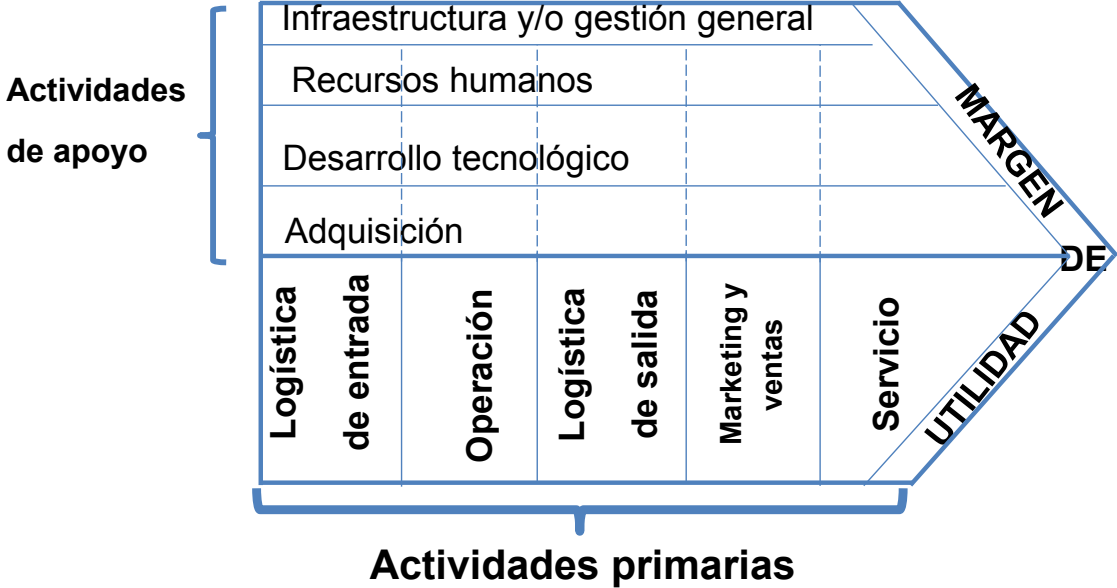 Infraestructura y/o gestión general
Actividades
de apoyo
Recursos humanos
Desarrollo tecnológico
Adquisición
MARGEN
DE
UTILIDAD
Logística
de entrada
Operación
Logística
de salida
Marketing y
ventas
Servicio
Actividades primarias